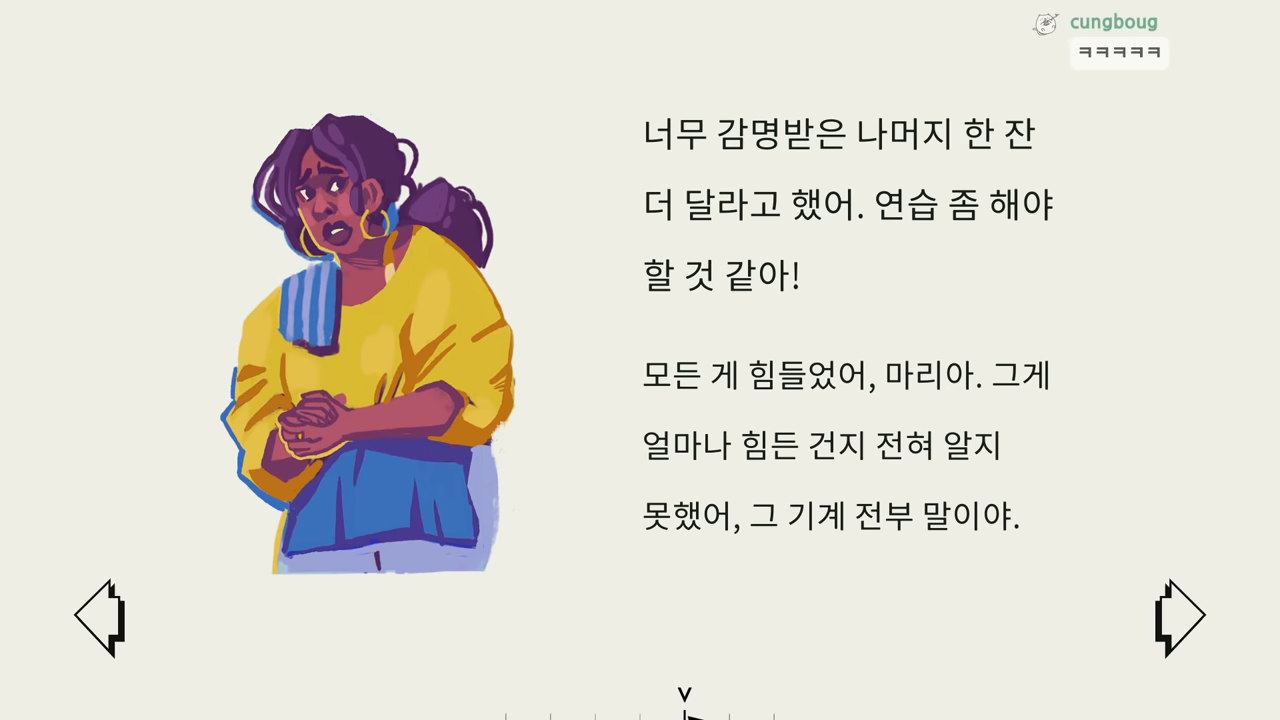 cungboug
ㅋㅋㅋㅋㅋ
너무 감명받은 나머지 한 잔
더 달라고 했어. 연습 좀 해야
할 것 같아!
모든 게 힘들었어, 마리아. 그게
얼마나 힘든 건지 전혀 알지
못했어, 그 기계 전부 말이야.